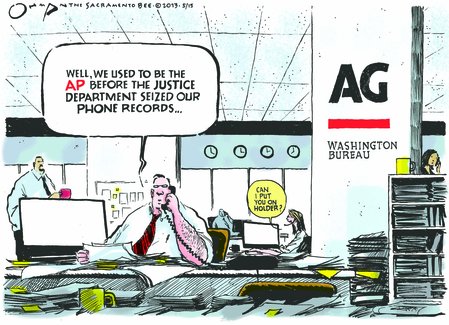 THE SACRAMENTO BEE © 2013 • 5/15
WELL, WE USED TO BE THE
AP BEFORE THE JUSTICE
DEPARTMENT SEIZED OUR
PHONE RECORDS...
AG
WASHINGTON
BUREAU
CAN
I PUT
YOU ON
HOLDER?